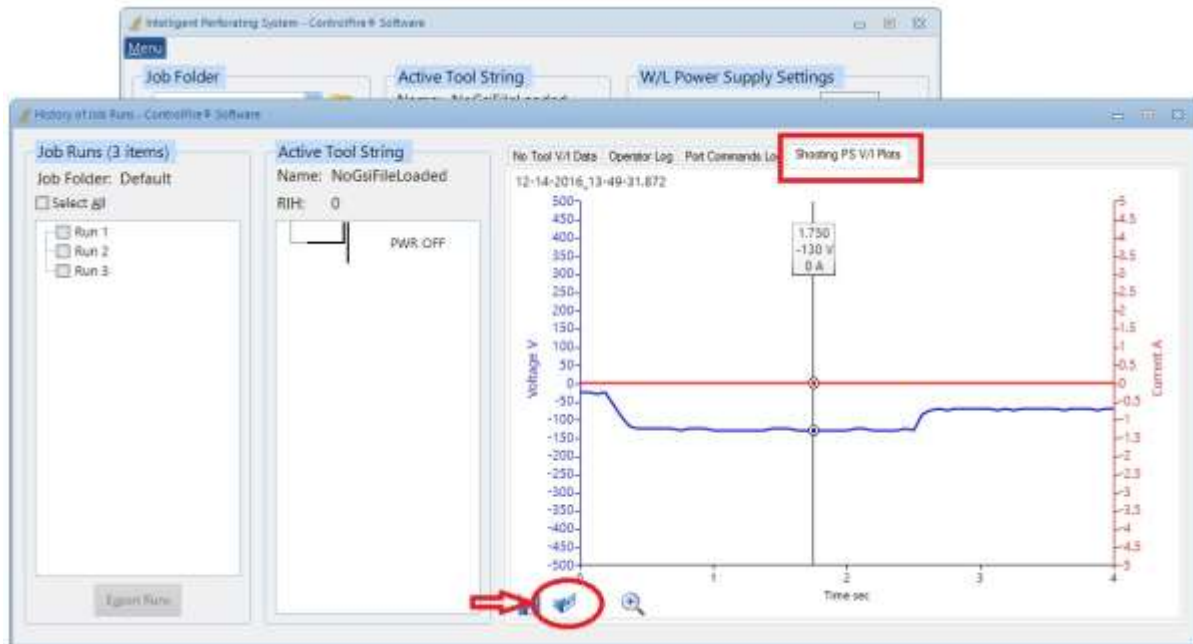 Intelligent Perforating System - ControlFire® Software
Menu
Job Folder
Active Tool String
W/L Power Supply Settings
Name: NoGsiFileLoaded
History of Job Runs - ControlFire® Software
Job Runs (3 items)
Job Folder: Default
Select All
Run 1
Run 2
Run 3
Export Runs
Active Tool String
Name: NoGsiFileLoaded
RIH: 0
PWR OFF
No Tool V/I Data Operator Log Port Commands Lo Shooting PS V/I Plots
12-14-2016_13-49-31.872
1.750
-130 V
0 A
Voltage V
500
450
400
350
300
250
200
150
100
50
0
-50
-100
-150
-200
-250
-300
-350
-400
-450
-500
5
4.5
4
3.5
3
2.5
2
1.5
1
0.5
0
-0.5
-1
-1.5
-2
-2.5
-3
-3.5
-4
-4.5
-5
Current A
0 1 2 3 4
Time sec